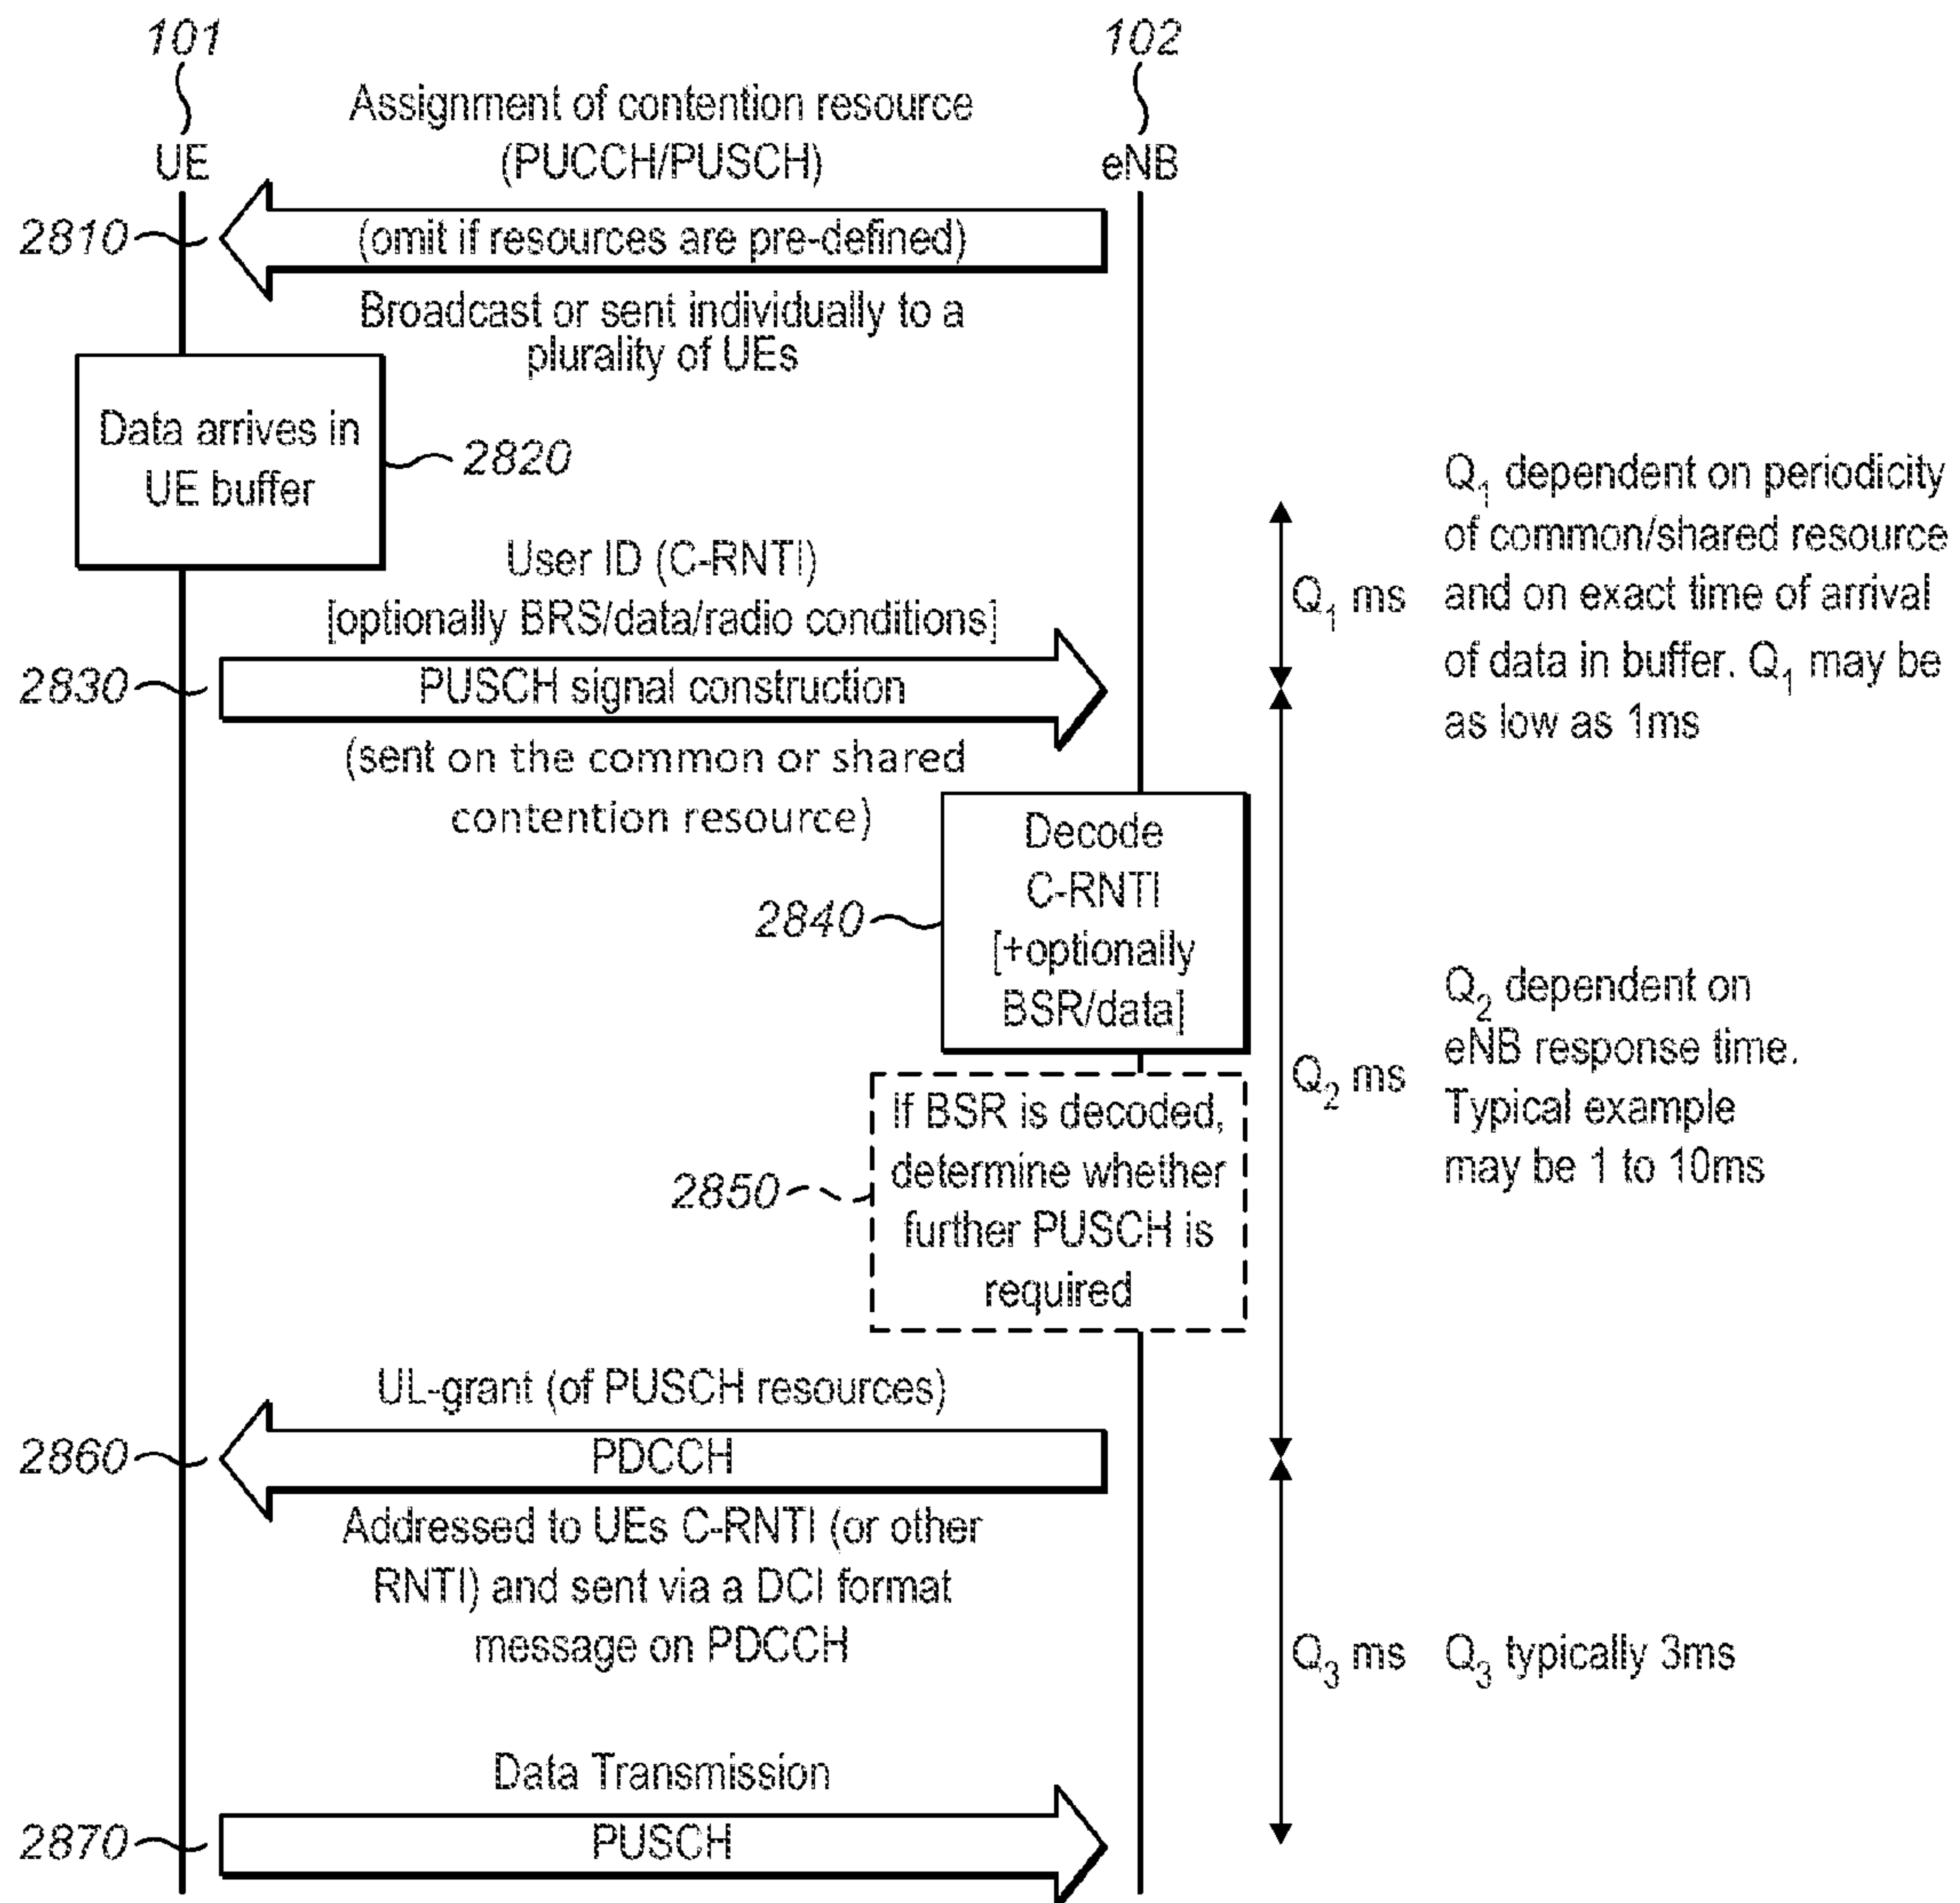 101
102
Assignment of contention resource
(PUCCH/PUSCH)
UE
eNB
2810
(omit if resources are pre-defined)
Broadcast or sent individually to a
plurality of UEs
Data arrives in
UE buffer
2820
User ID (C-RNTI)
[optionally BRS/data/radio conditions]
2830
PUSCH signal construction
(sent on the common or shared
contention resource)
Q1 ms
Q1 dependent on periodicity
of common/shared resource
and on exact time of arrival
of data in buffer. Q1 may be
as low as 1ms
2840
Decode
C-RNTI
[+optionally
BSR/data]
2850
If BSR is decoded,
determine whether
further PUSCH is
required
Q2 ms
Q2 dependent on
eNB response time.
Typical example
may be 1 to 10ms
UL-grant (of PUSCH resources)
2860
PDCCH
Addressed to UEs C-RNTI (or other
RNTI) and sent via a DCI format
message on PDCCH
Q3 ms
Q3 typically 3ms
Data Transmission
2870
PUSCH